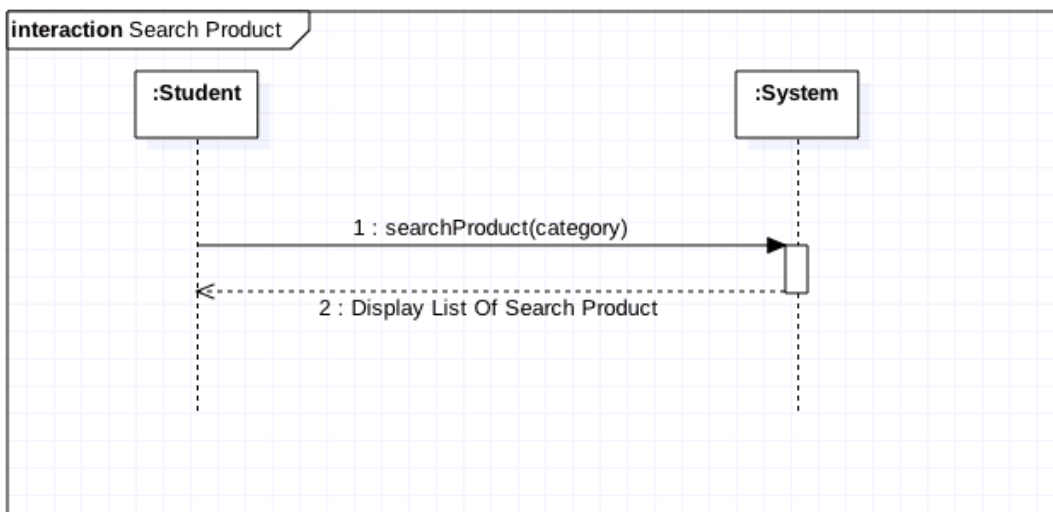 interaction Search Product
:Student
:System
1 : searchProduct(category)
2 : Display List Of Search Product